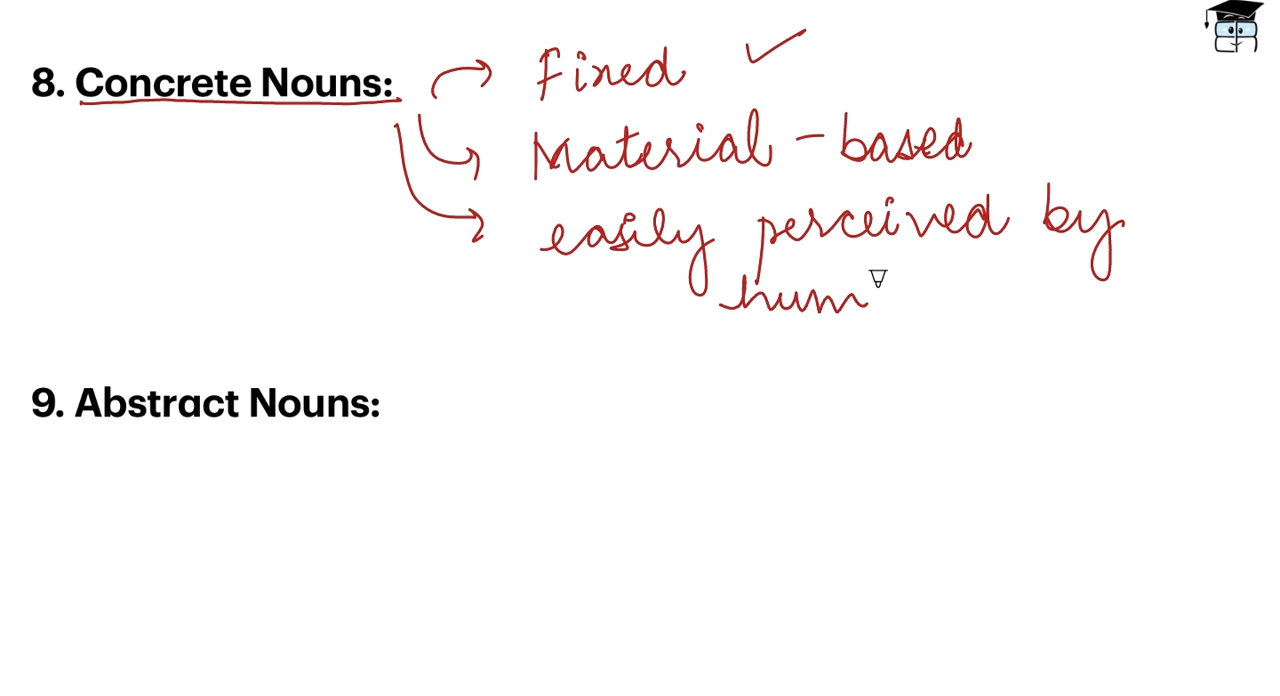 8. Concrete Nouns:
Fixed ✓
Material - based
easily perceived by
hum
9. Abstract Nouns: